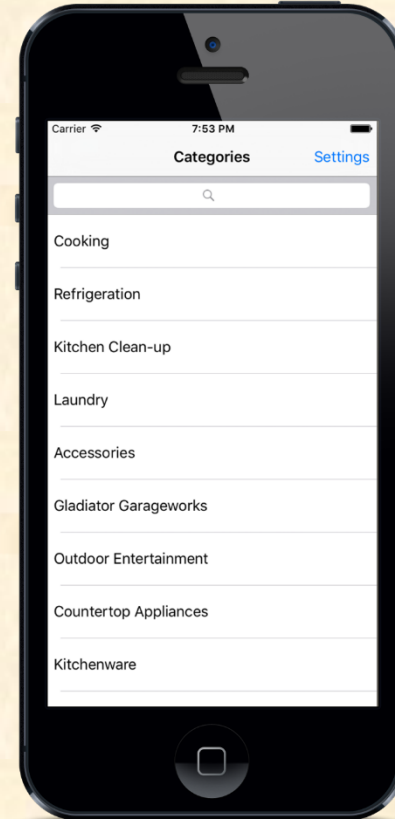 Carrier
7:53 PM
Categories
Settings
Cooking
Refrigeration
Kitchen Clean-up
Laundry
Accessories
Gladiator Garageworks
Outdoor Entertainment
Countertop Appliances
Kitchenware